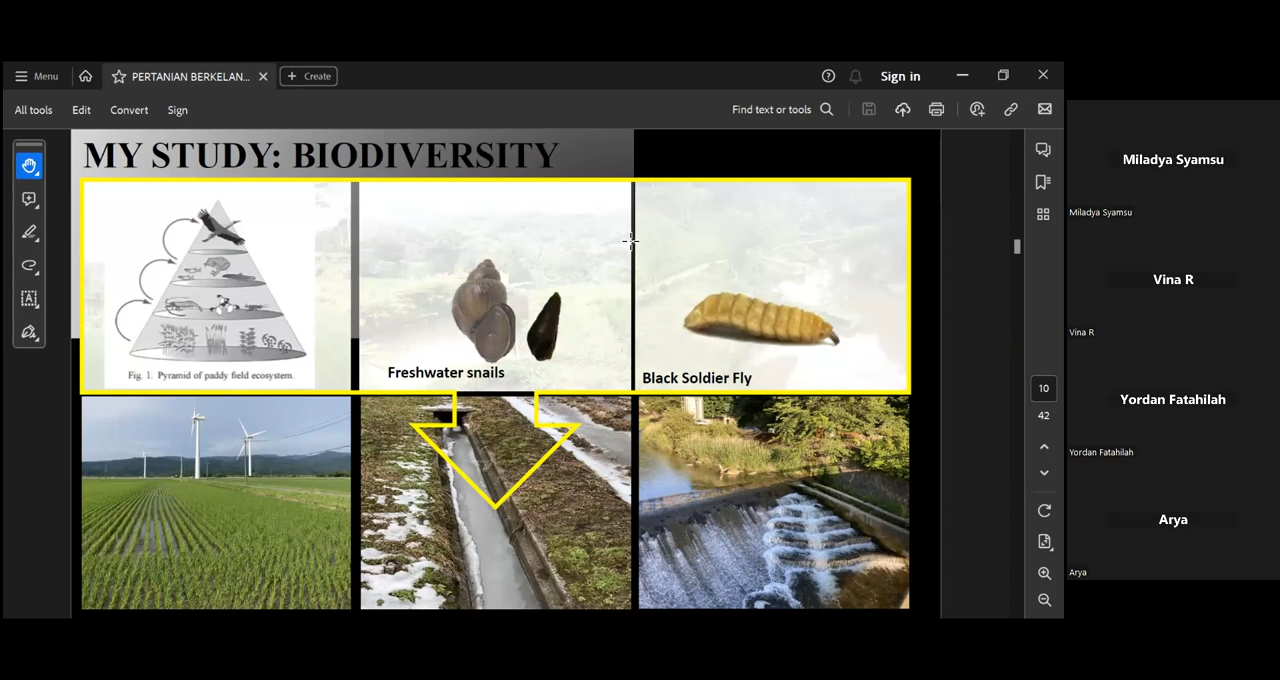 Menu
PERTANIAN BERKELAN...
Create
Sign in
All tools
Edit
Convert
Sign
Find text or tools
MY STUDY: BIODIVERSITY
Fig. 1. Pyramid of paddy field ecosystem.
Freshwater snails
Black Soldier Fly
10
42
Miladya Syamsu
Miladya Syamsu
Vina R
Vina R
Yordan Fatahilah
Yordan Fatahilah
Arya
Arya